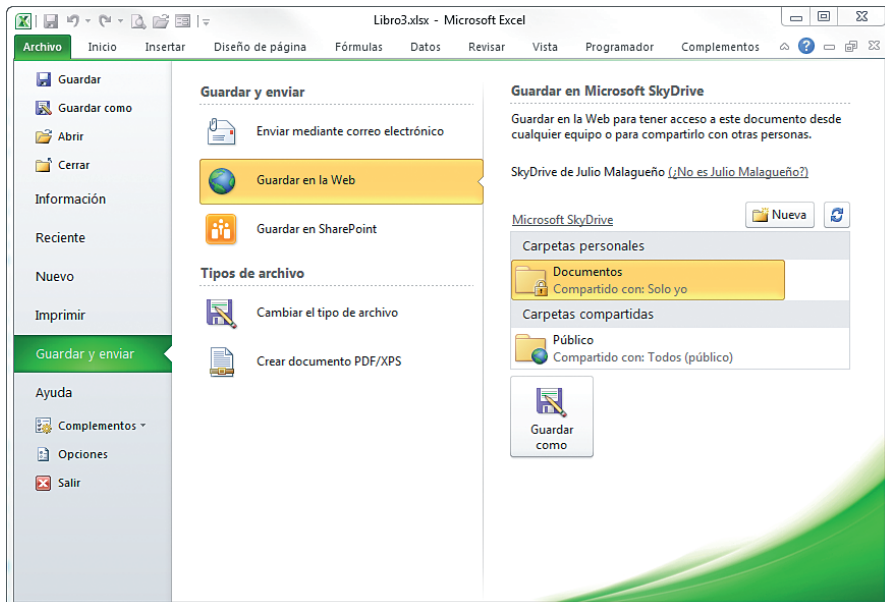 Libro3.xlsx - Microsoft Excel
Archivo Inicio Insertar Diseño de página Fórmulas Datos Revisar Vista Programador Complementos
Guardar
Guardar como
Abrir
Cerrar
Información
Reciente
Nuevo
Imprimir
Guardar y enviar
Ayuda
Complementos
Opciones
Salir
Guardar y enviar
Enviar mediante correo electrónico
Guardar en la Web
Guardar en SharePoint
Tipos de archivo
Cambiar el tipo de archivo
Crear documento PDF/XPS
Guardar en Microsoft SkyDrive
Guardar en la Web para tener acceso a este documento desde
cualquier equipo o para compartirlo con otras personas.
SkyDrive de Julio Malagueño (¿No es Julio Malagueño?)
Microsoft SkyDrive Nueva
Carpetas personales
Documentos
Compartido con: Solo yo
Carpetas compartidas
Público
Compartido con: Todos (público)
Guardar
como